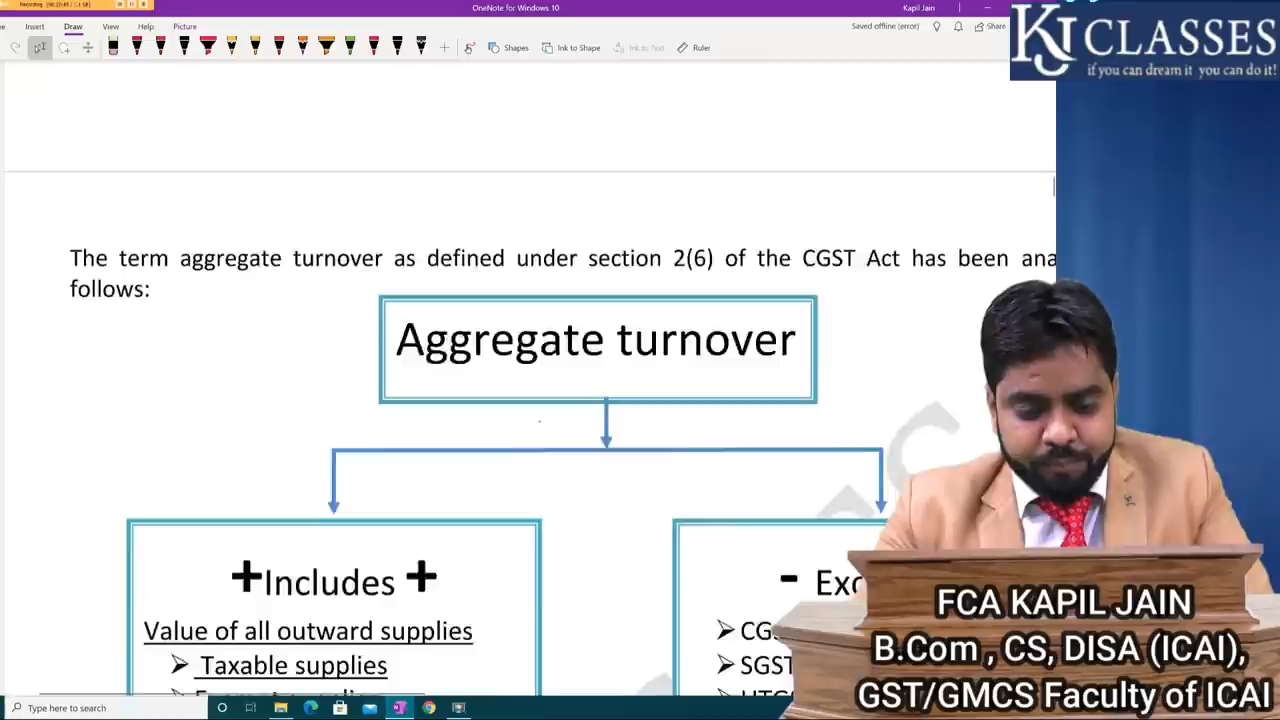 OneNote for Windows 10
Kapil Jain
Insert Draw View Help Picture
Saved offline (error)
Share
Shapes Ink to Shape Ink to Text Ruler
KJ CLASSES
if you can dream it you can do it!
The term aggregate turnover as defined under section 2(6) of the CGST Act has been ana
follows:
Aggregate turnover
+Includes +
- Exc
Value of all outward supplies
➢ CG
➢ Taxable supplies
➢ SGST
FCA KAPIL JAIN
B.Com , CS, DISA (ICAI),
GST/GMCS Faculty of ICAI
Type here to search